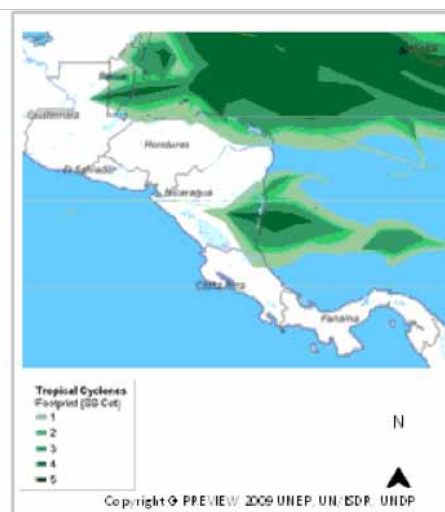 Belize
Guatemala
Honduras
El Salvador
Nicaragua
Costa Rica
Panama
Tropical Cyclones
Footprint (SS Cat)
1
2
3
4
5
N
Copyright © PREVIEW 2009 UNEP, UN/ISDR, UNDP